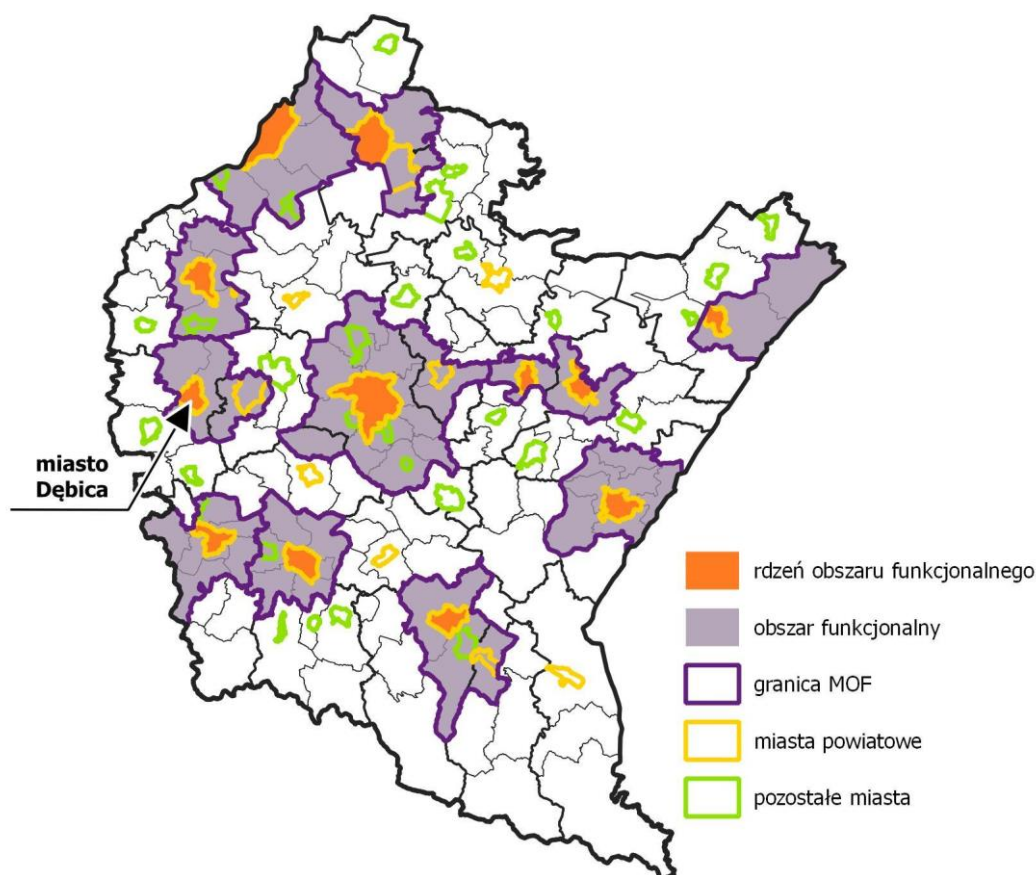 miasto
Dębica
rdzeń obszaru funkcjonalnego
obszar funkcjonalny
granica MOF
miasta powiatowe
pozostałe miasta